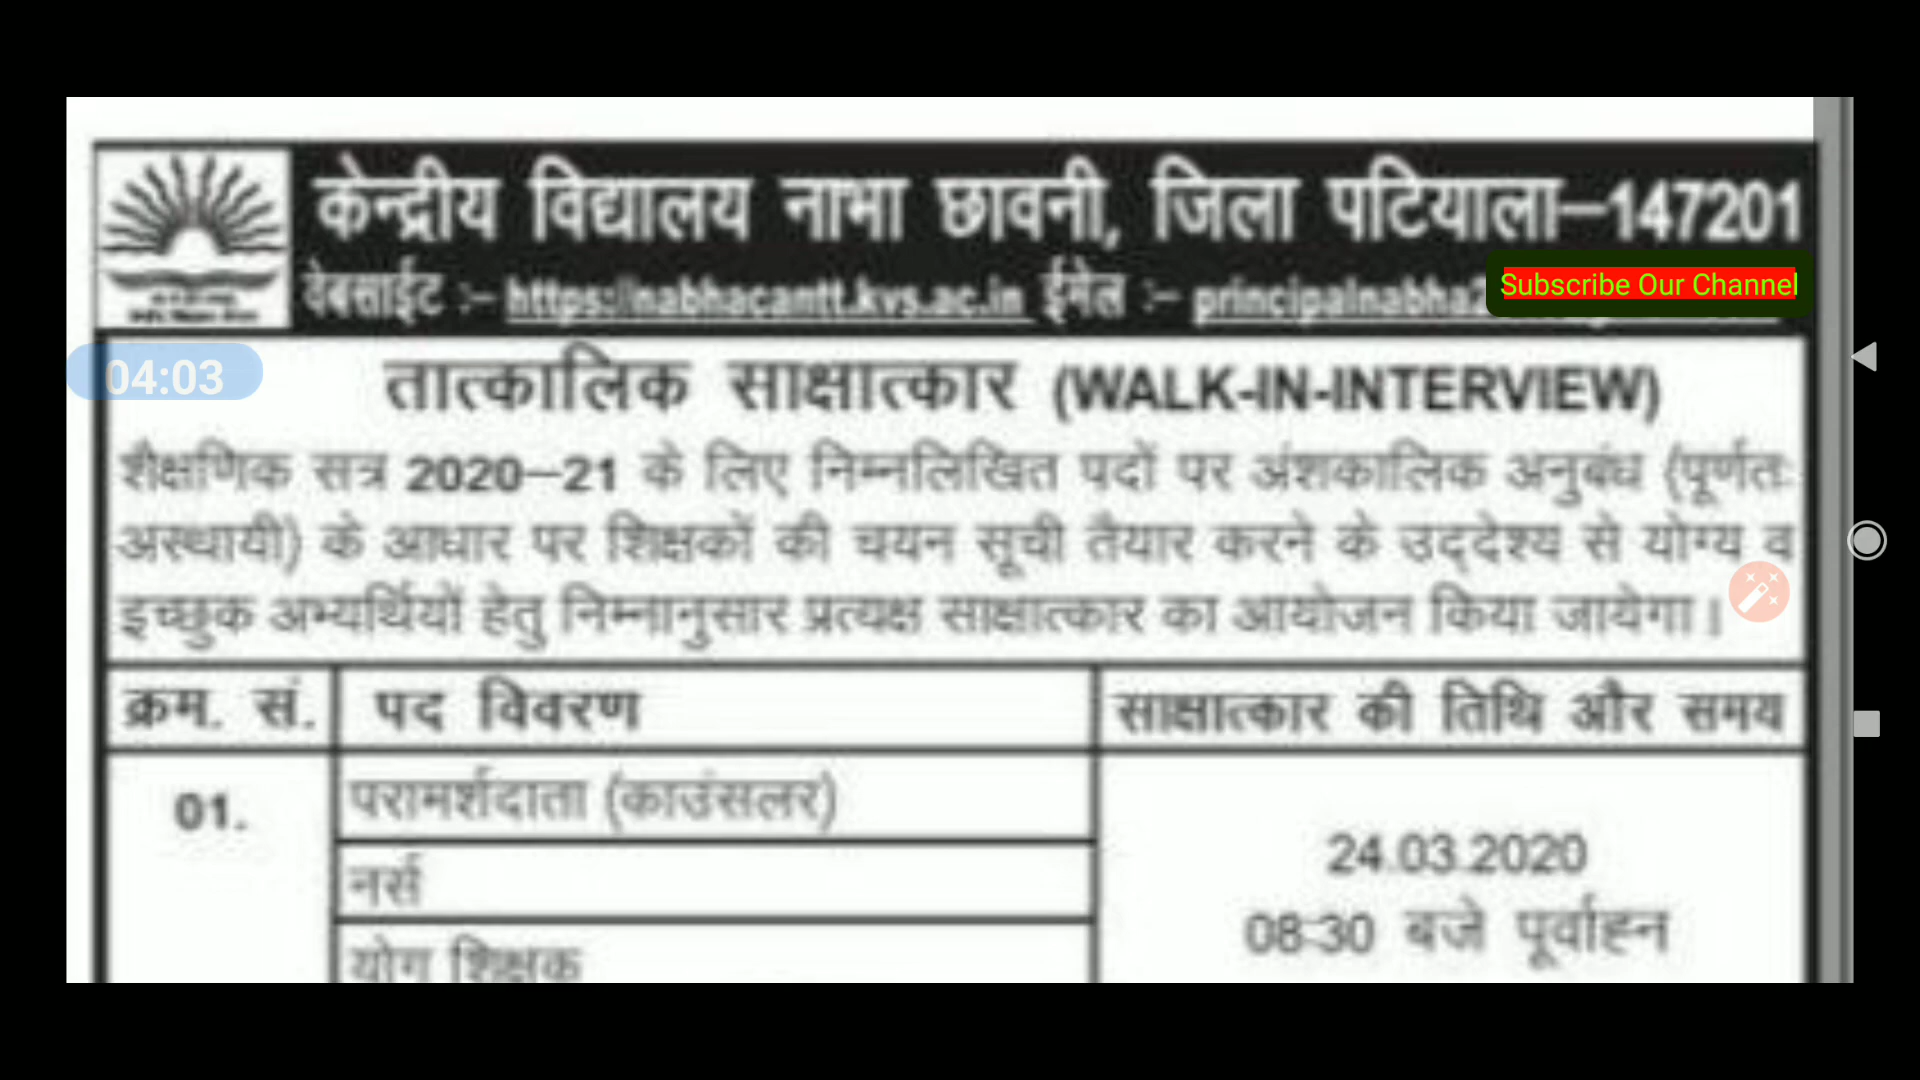 केन्द्रीय विद्यालय नाभा छावनी, जिला पटियाला–147201
वेबसाईट :– https://nabhacantt.kvs.ac.in ईमेल :– principalnabha2
Subscribe Our Channel
04:03
तात्कालिक साक्षात्कार (WALK-IN-INTERVIEW)
शैक्षणिक सत्र 2020–21 के लिए निम्नलिखित पदों पर अंशकालिक अनुबंध (पूर्णतः
अस्थायी) के आधार पर शिक्षकों की चयन सूची तैयार करने के उद्देश्य से योग्य व
इच्छुक अभ्यर्थियों हेतु निम्नानुसार प्रत्यक्ष साक्षात्कार का आयोजन किया जायेगा।
क्रम. सं. पद विवरण साक्षात्कार की तिथि और समय
01. परामर्शदाता (काउंसलर)
नर्स
योग शिक्षक
24.03.2020
08:30 बजे पूर्वाह्न